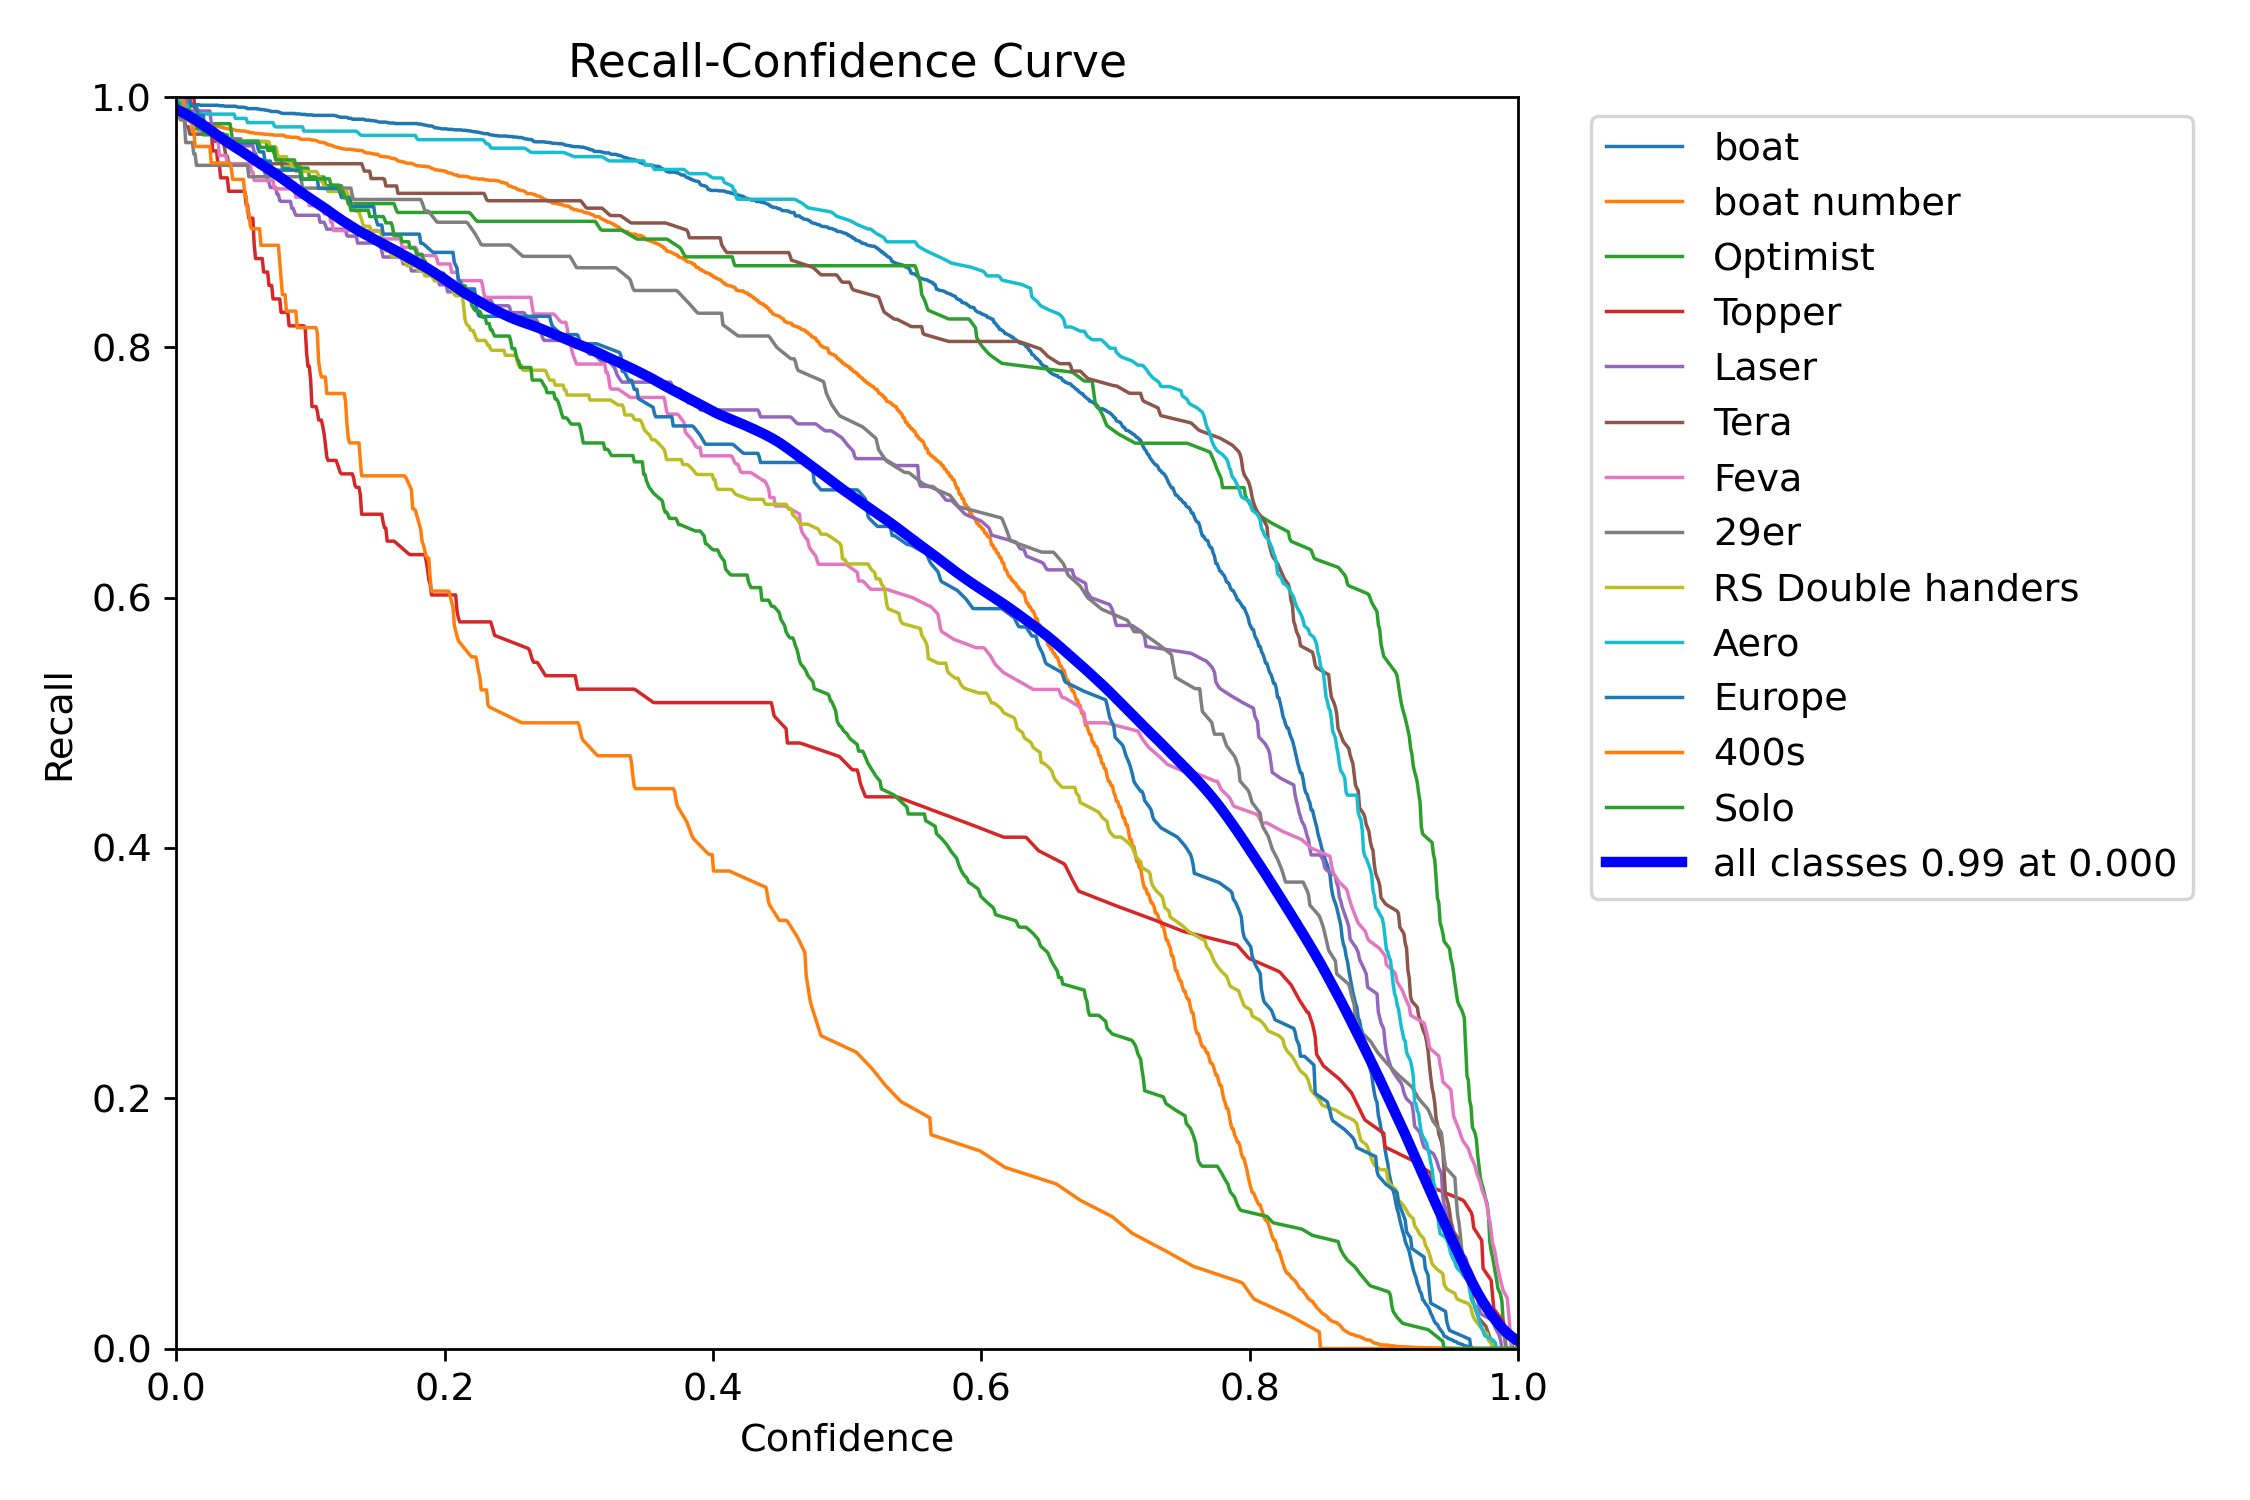 Recall-Confidence Curve
1.0
0.8
0.6
0.4
0.2
0.0
Recall
0.0 0.2 0.4 0.6 0.8 1.0
Confidence
boat
boat number
Optimist
Topper
Laser
Tera
Feva
29er
RS Double handers
Aero
Europe
400s
Solo
all classes 0.99 at 0.000